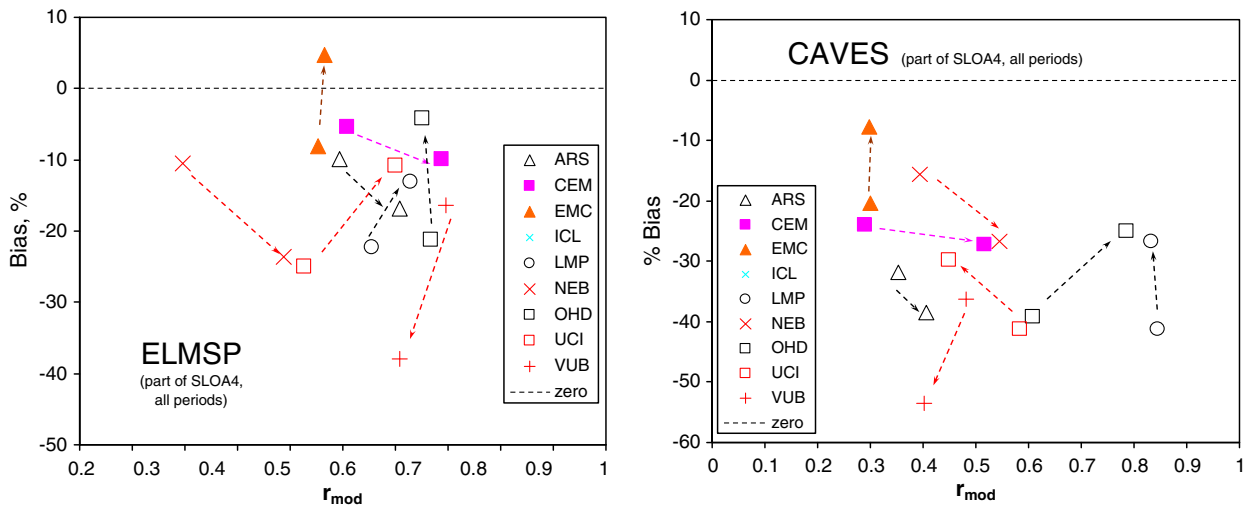 10
0
-10
-20
-30
-40
-50
Bias, %
0.2 0.3 0.4 0.5 0.6 0.7 0.8 0.9 1
rmod
ELMSP
(part of SLOA4,
all periods)
ARS
CEM
EMC
ICL
LMP
NEB
OHD
UCI
VUB
zero
10
0
-10
-20
-30
-40
-50
-60
% Bias
0 0.1 0.2 0.3 0.4 0.5 0.6 0.7 0.8 0.9 1
rmod
CAVES (part of SLOA4, all periods)
ARS
CEM
EMC
ICL
LMP
NEB
OHD
UCI
VUB
zero